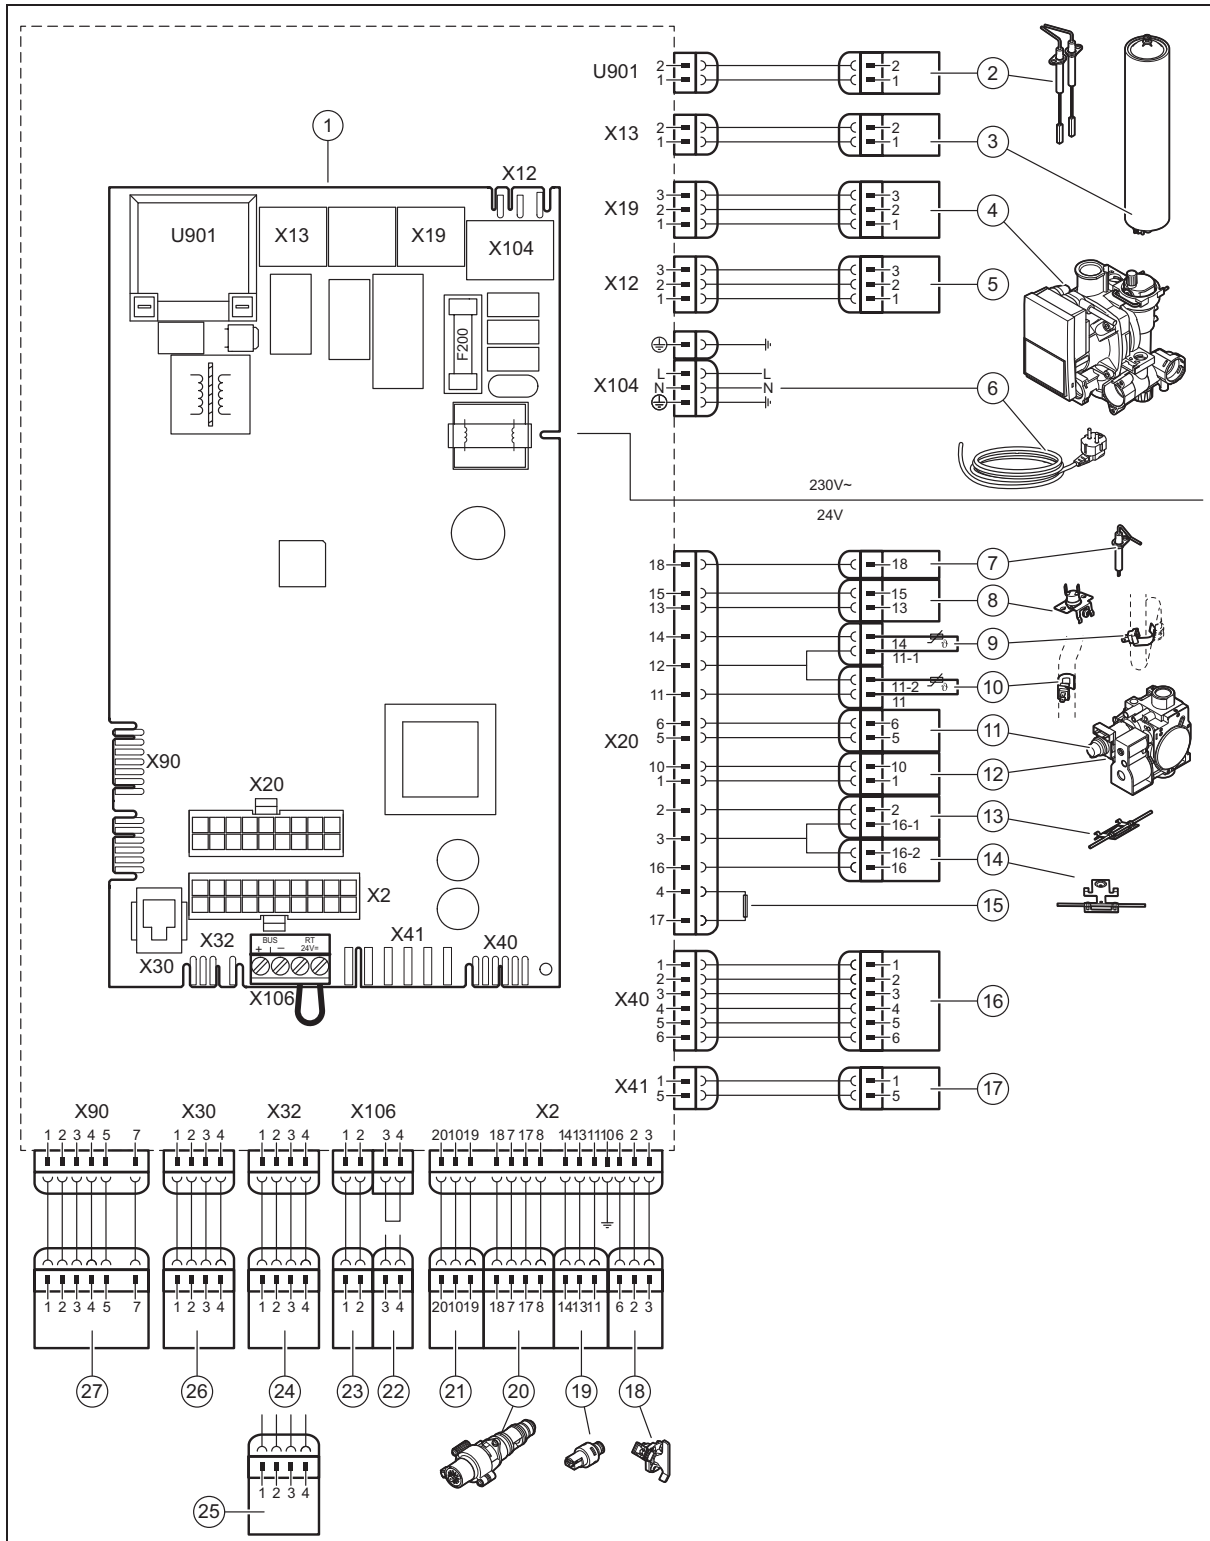 U901 2 2 2
1 1
1
X13 2 2 3
1 1
X12
X19 3 3 4
2 2
1 1
U901 X13 X19 X104
X12 3 3 5
2 2
1 1
F200
X104 L L 6
N N
230V~
24V
18 18 7
15 15 8
13 13
14 14 9
ϑ
11-1
12
11-2 10
ϑ
11 11
X20 6 6 11
5 5
X90
10 10 12
1 1
X20
2 2 13
16-1
3
16-2 14
16 16
X2
4 15
17
X32 BUS RT X41 X40
+ − 24V=
X30
X106
X40 1 1 16
2 2
3 3
4 4
5 5
6 6
X41 1 1 17
5 5
X90 X30 X32 X106 X2
1 2 3 4 5 7 1 2 3 4 1 2 3 4 1 2 3 4 20 10 19 18 7 17 8 14 13 11 10 6 2 3
1 2 3 4 5 7 1 2 3 4 1 2 3 4 1 2 3 4 20 10 19 18 7 17 8 14 13 11 6 2 3
27 26 24 23 22 21 20 19 18
1 2 3 4
25